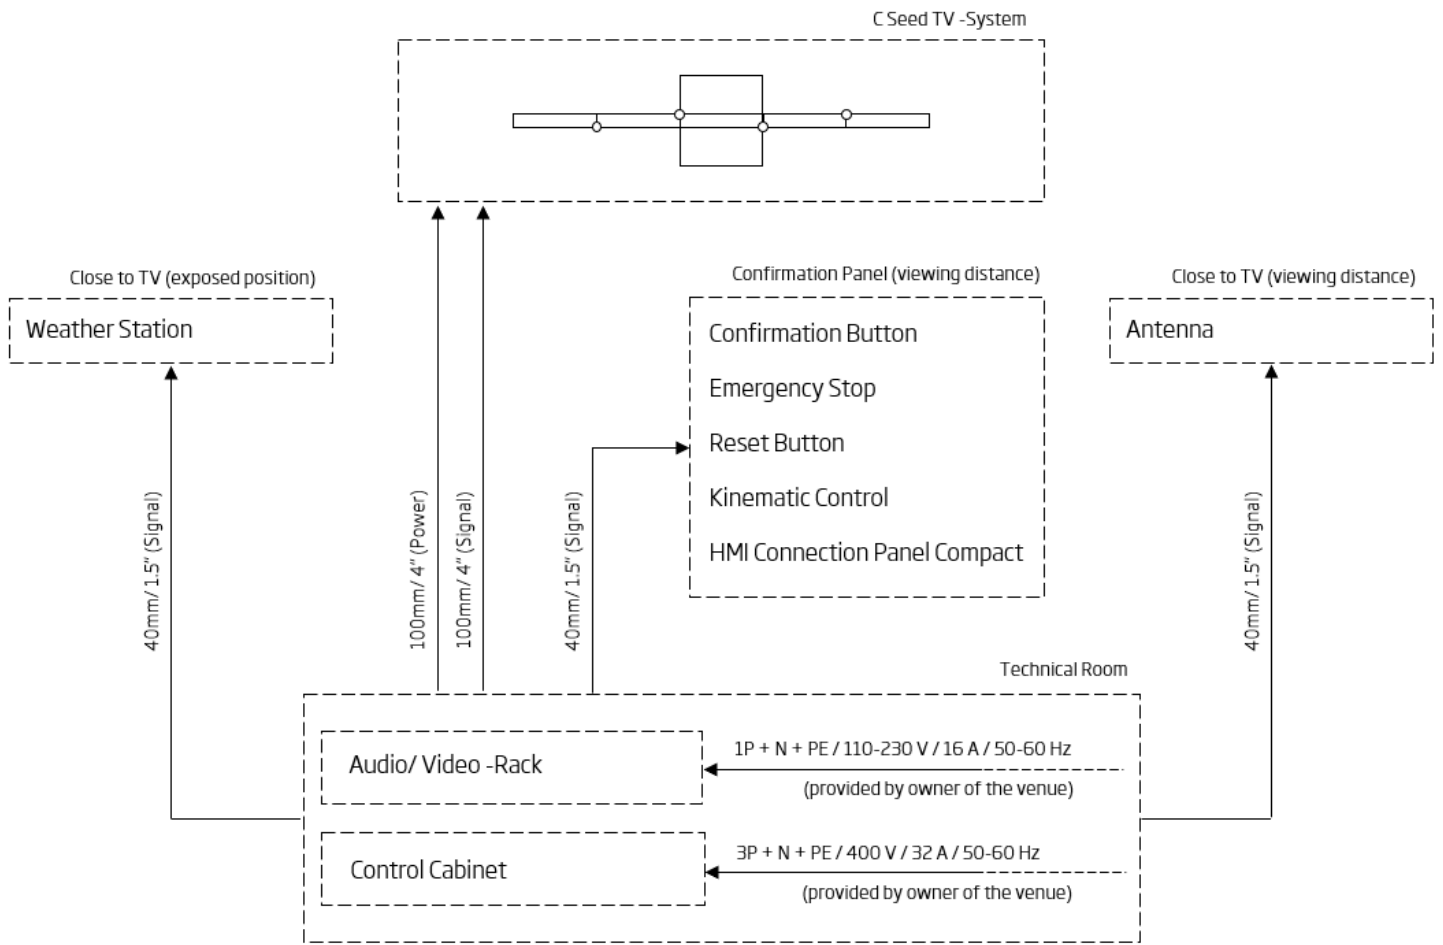 C Seed TV -System
Close to TV (exposed position)
Weather Station
Confirmation Panel (viewing distance)
Confirmation Button
Emergency Stop
Reset Button
Kinematic Control
HMI Connection Panel Compact
Close to TV (viewing distance)
Antenna
40mm/ 1.5" (Signal)
100mm/ 4" (Power)
100mm/ 4" (Signal)
40mm/ 1.5" (Signal)
40mm/ 1.5" (Signal)
Technical Room
Audio/ Video -Rack
1P + N + PE / 110-230 V / 16 A / 50-60 Hz
(provided by owner of the venue)
Control Cabinet
3P + N + PE / 400 V / 32 A / 50-60 Hz
(provided by owner of the venue)